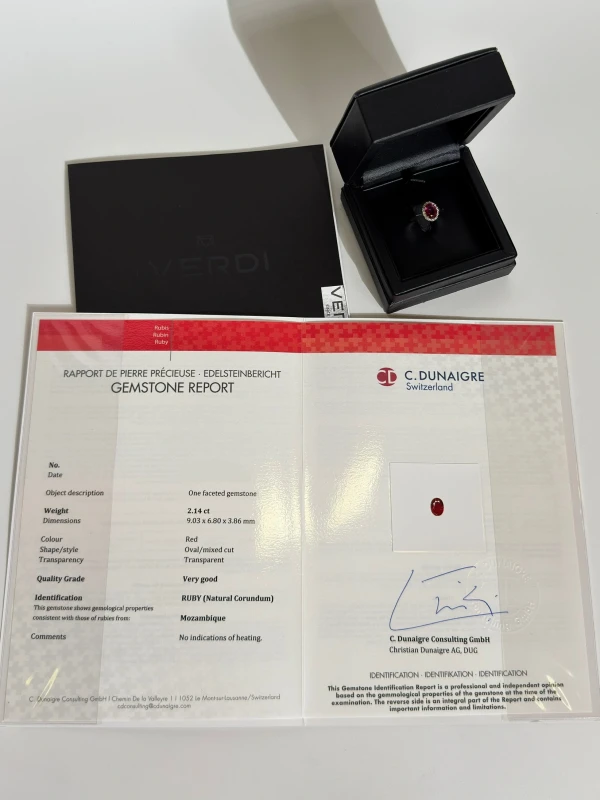 VERDI
VER
Rubis
Rubin
Ruby
RAPPORT DE PIERRE PRÉCIEUSE · EDELSTEINBERICHT
GEMSTONE REPORT
No.
Date
Object description One faceted gemstone
Weight 2.14 ct
Dimensions 9.03 x 6.80 x 3.86 mm
Colour Red
Shape/style Oval/mixed cut
Transparency Transparent
Quality Grade Very good
Identification RUBY (Natural Corundum)
This gemstone shows gemological properties
consistent with those of rubies from: Mozambique
Comments No indications of heating.
C. Dunaigre Consulting GmbH I Chemin De la Valleyre 11 I 1052 Le Mont-sur-Lausanne/Switzerland
cdconsulting@cdunaigre.com
CD C. DUNAIGRE
Switzerland
C. Dunaigre Consulting GmbH
Christian Dunaigre AG, DUG
IDENTIFICATION · IDENTIFIKATION · IDENTIFICATION
This Gemstone Identification Report is a professional and independent opinion
based on the gemmological properties of the gemstone at the time of the
examination. The reverse side is an integral part of the Report and contains
important information and limitations.